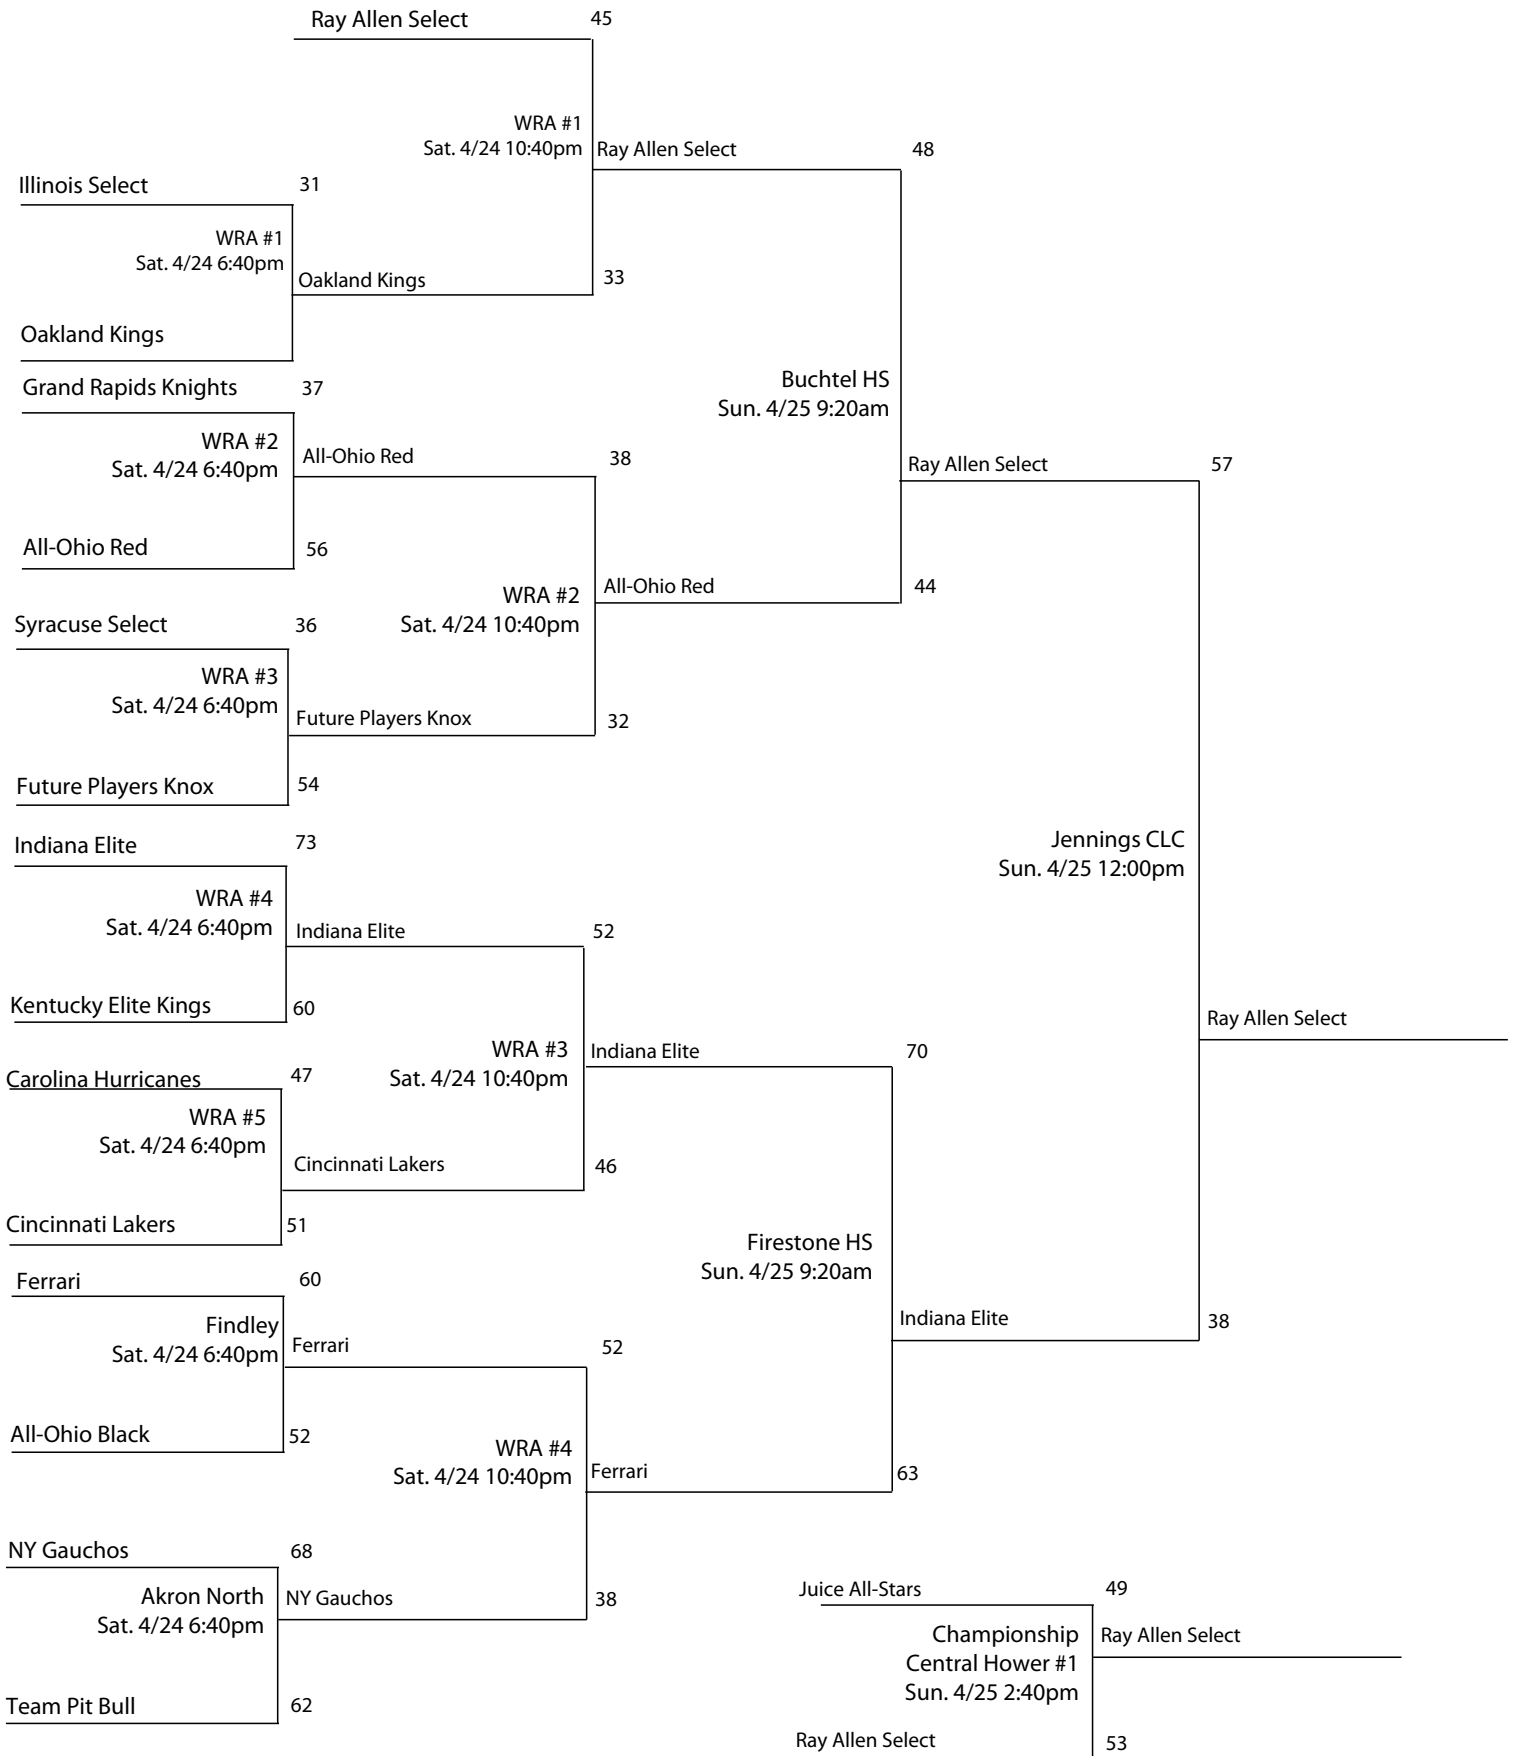 Ray Allen Select 45
WRA #1
Sat. 4/24 10:40pm
Ray Allen Select 48
Illinois Select 31
WRA #1
Sat. 4/24 6:40pm
Oakland Kings 33
Oakland Kings
Buchtel HS
Sun. 4/25 9:20am
Grand Rapids Knights 37
WRA #2
Sat. 4/24 6:40pm
All-Ohio Red 38
Ray Allen Select 57
All-Ohio Red 56
WRA #2
Sat. 4/24 10:40pm
All-Ohio Red 44
Syracuse Select 36
WRA #3
Sat. 4/24 6:40pm
Future Players Knox 32
Future Players Knox 54
Jennings CLC
Sun. 4/25 12:00pm
Indiana Elite 73
WRA #4
Sat. 4/24 6:40pm
Indiana Elite 52
Kentucky Elite Kings 60
Ray Allen Select
WRA #3
Sat. 4/24 10:40pm
Indiana Elite 70
Carolina Hurricanes 47
WRA #5
Sat. 4/24 6:40pm
Cincinnati Lakers 46
Cincinnati Lakers 51
Firestone HS
Sun. 4/25 9:20am
Ferrari 60
Findley
Sat. 4/24 6:40pm
Ferrari 52
Indiana Elite 38
All-Ohio Black 52
WRA #4
Sat. 4/24 10:40pm
Ferrari 63
NY Gauchos 68
Akron North
Sat. 4/24 6:40pm
NY Gauchos 38
Team Pit Bull 62
Juice All-Stars 49
Championship
Central Hower #1
Sun. 4/25 2:40pm
Ray Allen Select
Ray Allen Select 53